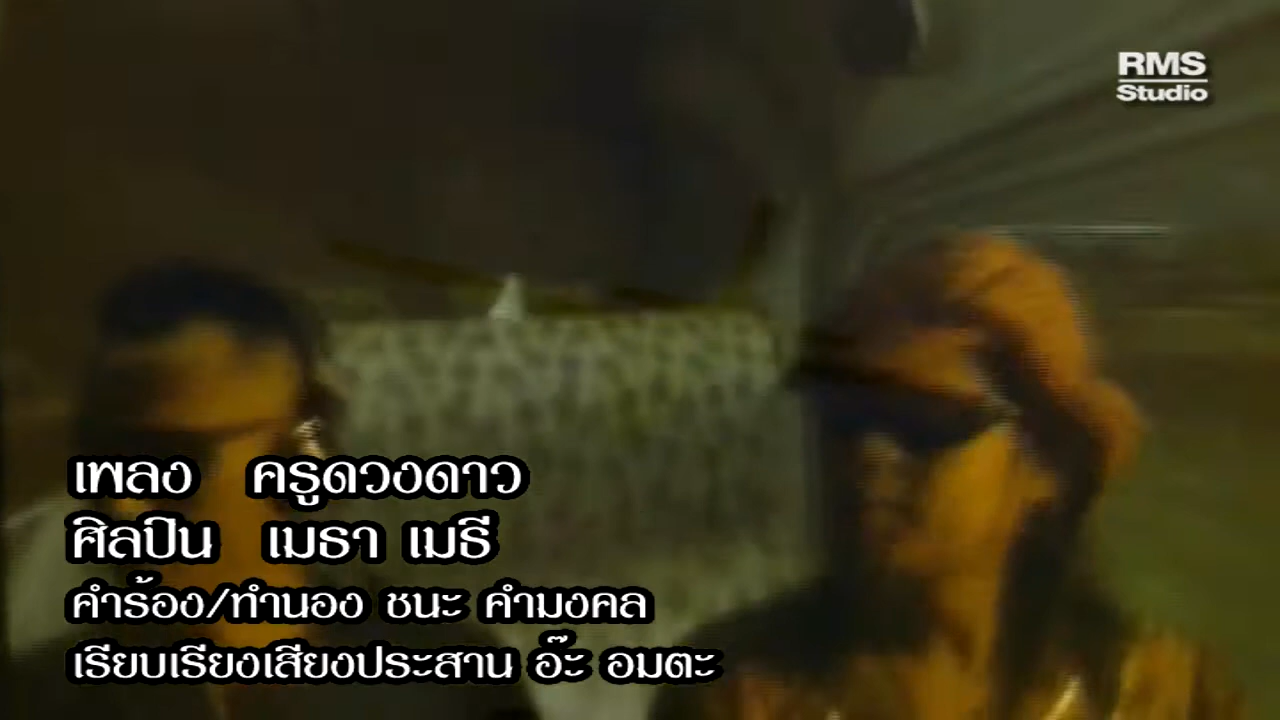 RMS
Studio
เพลง ครูดวงดาว
ศิลปิน เมธา เมธี
คำร้อง/ทำนอง ชนะ คำมงคล
เรียบเรียงเสียงประสาน อ๊ะ อมตะ